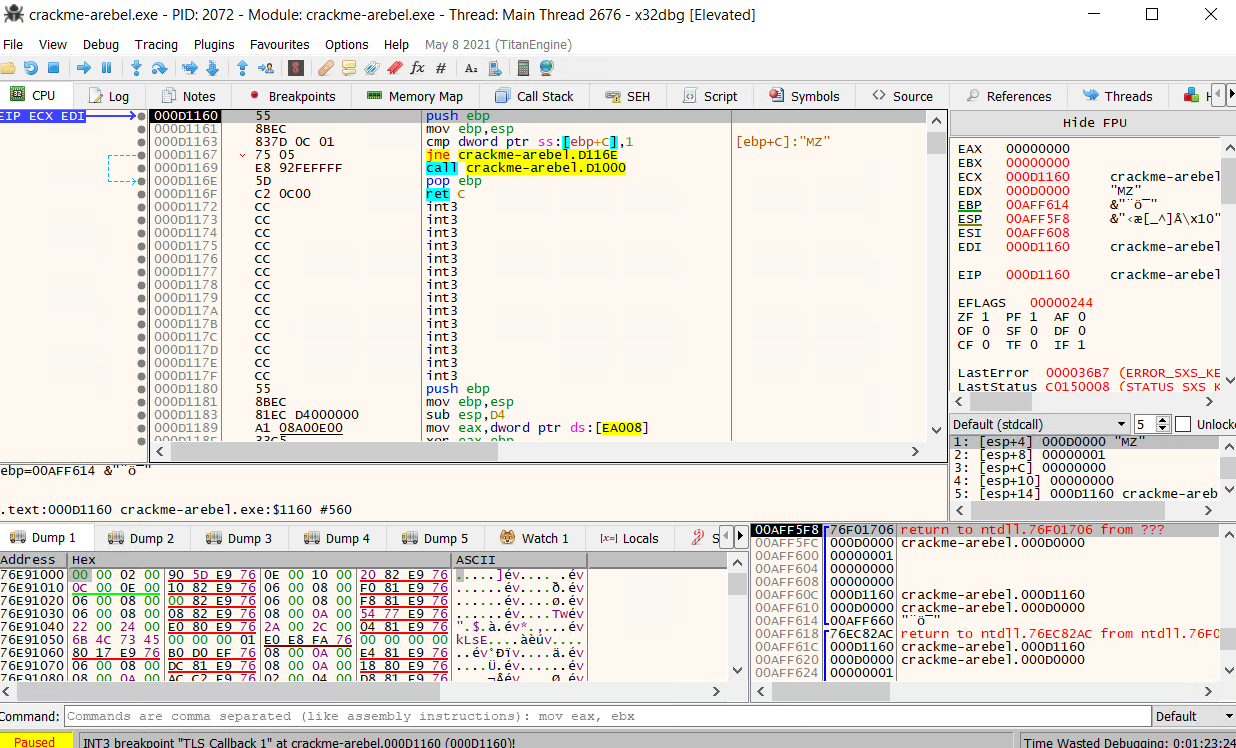 crackme-arebel.exe - PID: 2072 - Module: crackme-arebel.exe - Thread: Main Thread 2676 - x32dbg [Elevated]
File View Debug Tracing Plugins Favourites Options Help May 8 2021 (TitanEngine)
CPU Log Notes Breakpoints Memory Map Call Stack SEH Script Symbols Source References Threads
EIP ECX EDI 000D1160 55 push ebp
000D1161 8BEC mov ebp,esp
000D1163 837D 0C 01 cmp dword ptr ss:[ebp+C],1 [ebp+C]:"MZ"
000D1167 75 05 jne crackme-arebel.D116E
000D1169 E8 92FEFFFF call crackme-arebel.D1000
000D116E 5D pop ebp
000D116F C2 0C00 ret C
000D1172 CC int3
000D1173 CC int3
000D1174 CC int3
000D1175 CC int3
000D1176 CC int3
000D1177 CC int3
000D1178 CC int3
000D1179 CC int3
000D117A CC int3
000D117B CC int3
000D117C CC int3
000D117D CC int3
000D117E CC int3
000D117F CC int3
000D1180 55 push ebp
000D1181 8BEC mov ebp,esp
000D1183 81EC D4000000 sub esp,D4
000D1189 A1 08A00E00 mov eax,dword ptr ds:[EA008]
000D118E 33C5 xor eax,ebp
Hide FPU
EAX 00000000
EBX 00000000
ECX 000D1160 crackme-arebel
EDX 000D0000 "MZ"
EBP 00AFF614 &"¨ö¯"
ESP 00AFF5F8 &"‹æ[_^]Â\x10"
ESI 00AFF608
EDI 000D1160 crackme-arebel
EIP 000D1160 crackme-arebel
EFLAGS 00000244
ZF 1 PF 1 AF 0
OF 0 SF 0 DF 0
CF 0 TF 0 IF 1
LastError 000036B7 (ERROR_SXS_KE
LastStatus C0150008 (STATUS_SXS_K
Default (stdcall) 5 Unlocke
1: [esp+4] 000D0000 "MZ"
2: [esp+8] 00000001
3: [esp+C] 00000000
4: [esp+10] 00000000
5: [esp+14] 000D1160 crackme-areb
ebp=00AFF614 &"¨ö¯"
.text:000D1160 crackme-arebel.exe:$1160 #560
Dump 1 Dump 2 Dump 3 Dump 4 Dump 5 Watch 1 [x=] Locals S
Address Hex ASCII
76E91000 00 00 02 00 90 5D E9 76 0E 00 10 00 20 82 E9 76 .....]év.... .év
76E91010 0C 00 0E 00 10 82 E9 76 06 00 08 00 F0 81 E9 76 ......év....ð.év
76E91020 06 00 08 00 00 82 E9 76 06 00 08 00 F8 81 E9 76 ......év....ø.év
76E91030 06 00 08 00 08 82 E9 76 08 00 0A 00 54 77 E9 76 ......év....Twév
76E91040 22 00 24 00 E0 80 E9 76 2A 00 2C 00 04 81 E9 76 ".$.à.év*.,...év
76E91050 6B 4C 73 45 00 00 00 01 E0 E8 FA 76 00 00 00 00 kLsE....àèúv....
76E91060 80 17 E9 76 B0 D0 EF 76 08 00 0A 00 E4 81 E9 76 ..év°Ðïv....ä.év
76E91070 06 00 08 00 DC 81 E9 76 08 00 0A 00 18 80 E9 76 ....Ü.év......év
76E91080 08 00 0A 00 AC C2 E9 76 02 00 04 00 D8 81 E9 76 ....¬Âév....Ø.év
00AFF5F8 76F01706 return to ntdll.76F01706 from ???
00AFF5FC 000D0000 crackme-arebel.000D0000
00AFF600 00000001
00AFF604 00000000
00AFF608 00000000
00AFF60C 000D1160 crackme-arebel.000D1160
00AFF610 000D0000 crackme-arebel.000D0000
00AFF614 00AFF660 "¨ö¯"
00AFF618 76EC82AC return to ntdll.76EC82AC from ntdll.76F0
00AFF61C 000D1160 crackme-arebel.000D1160
00AFF620 000D0000 crackme-arebel.000D0000
00AFF624 00000001
Command: Commands are comma separated (like assembly instructions): mov eax, ebx Default
Paused INT3 breakpoint "TLS Callback 1" at crackme-arebel.000D1160 (000D1160)! Time Wasted Debugging: 0:01:23:24